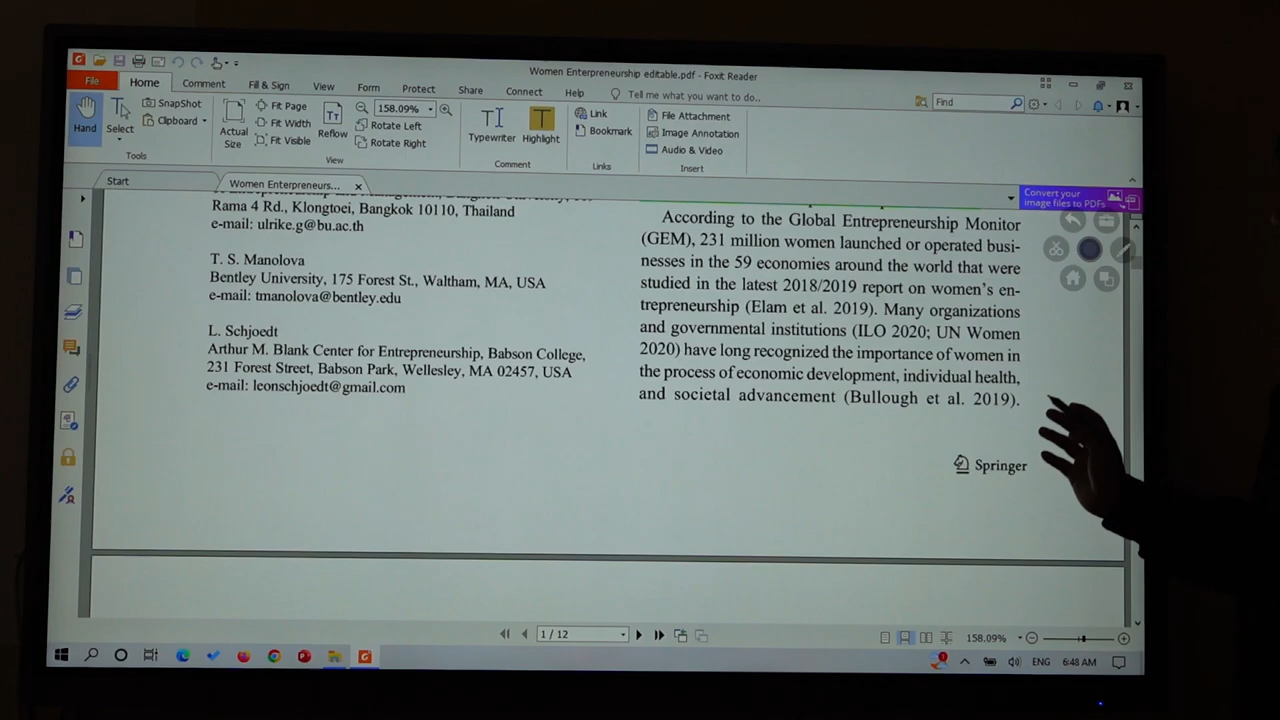 Women Enterpreneurship editable.pdf - Foxit Reader
File
Home
Comment
Fill & Sign
View
Form
Protect
Share
Connect
Help
Tell me what you want to do..
Find
Hand
Select
SnapShot
Clipboard
Tools
Actual Size
Fit Page
Fit Width
Fit Visible
Reflow
158.09%
Rotate Left
Rotate Right
View
Typewriter
Highlight
Comment
Link
Bookmark
Links
File Attachment
Image Annotation
Audio & Video
Insert
Start
Women Enterpreneurs...
Convert your
image files to PDFs
Rama 4 Rd., Klongtoei, Bangkok 10110, Thailand
e-mail: ulrike.g@bu.ac.th
T. S. Manolova
Bentley University, 175 Forest St., Waltham, MA, USA
e-mail: tmanolova@bentley.edu
L. Schjoedt
Arthur M. Blank Center for Entrepreneurship, Babson College,
231 Forest Street, Babson Park, Wellesley, MA 02457, USA
e-mail: leonschjoedt@gmail.com
According to the Global Entrepreneurship Monitor
(GEM), 231 million women launched or operated busi-
nesses in the 59 economies around the world that were
studied in the latest 2018/2019 report on women's en-
trepreneurship (Elam et al. 2019). Many organizations
and governmental institutions (ILO 2020; UN Women
2020) have long recognized the importance of women in
the process of economic development, individual health,
and societal advancement (Bullough et al. 2019).
Springer
1 / 12
158.09%
ENG
6:48 AM